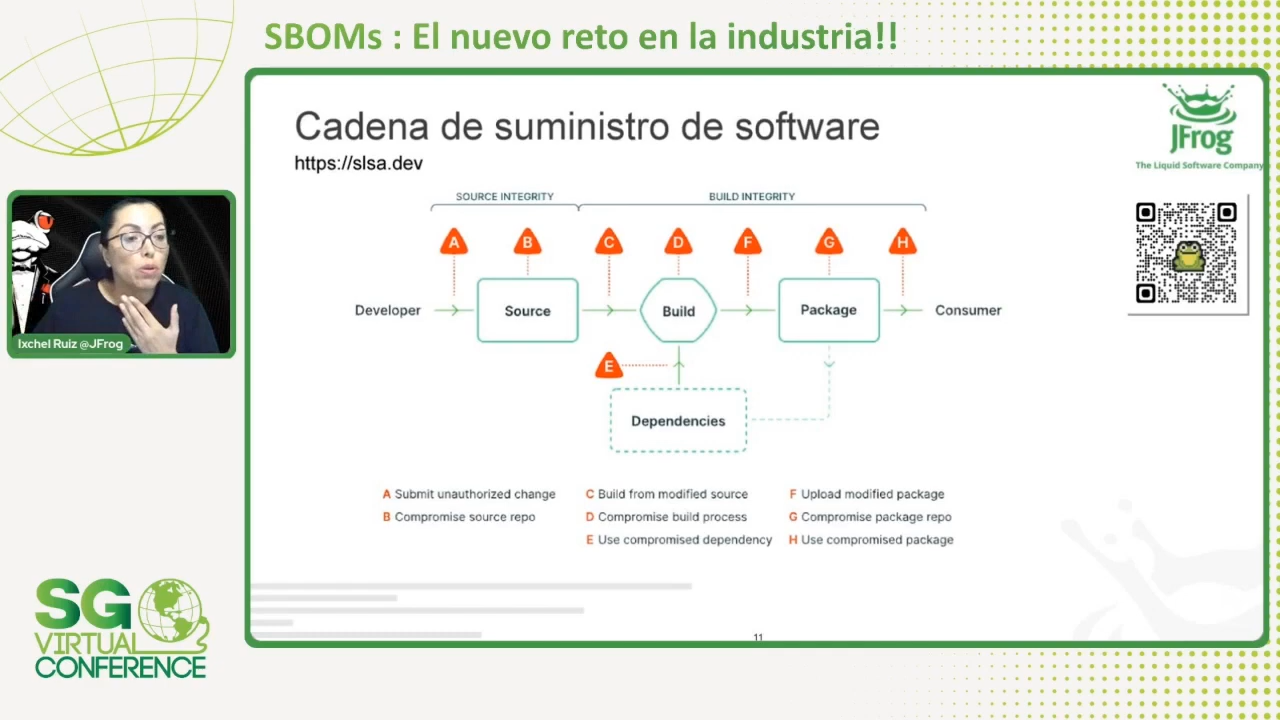 SBOMs : El nuevo reto en la industria!!
Cadena de suministro de software
https://slsa.dev
JFrog
The Liquid Software Company
SOURCE INTEGRITY
BUILD INTEGRITY
A
B
C
D
F
G
H
Developer
Source
Build
Package
Consumer
E
Dependencies
A Submit unauthorized change
B Compromise source repo
C Build from modified source
D Compromise build process
E Use compromised dependency
F Upload modified package
G Compromise package repo
H Use compromised package
11
Ixchel Ruiz @JFrog
SG
VIRTUAL
CONFERENCE